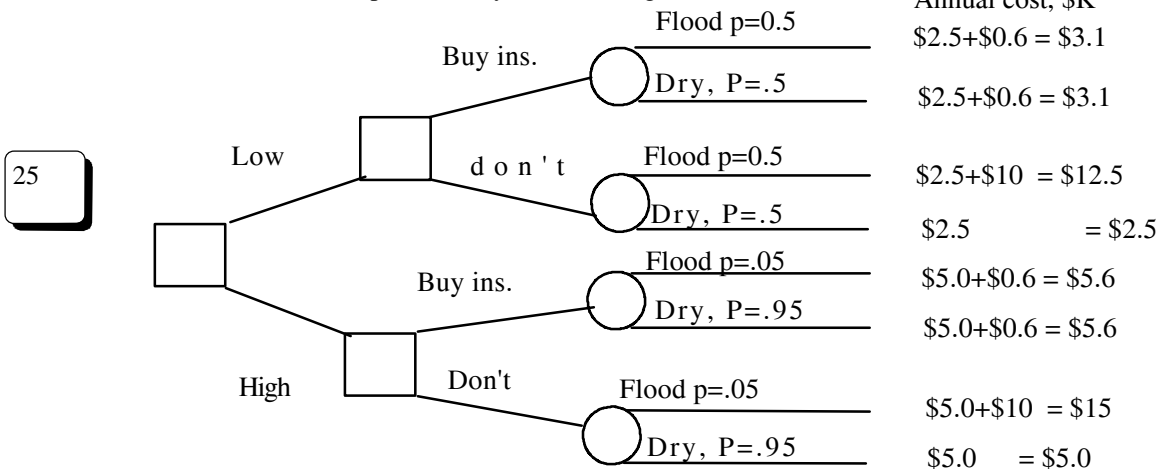 Annual cost, $K
Flood p=0.5
$2.5+$0.6 = $3.1
Buy ins.
Dry, P=.5
$2.5+$0.6 = $3.1
Low
don't
Flood p=0.5
$2.5+$10 = $12.5
25
Dry, P=.5
$2.5 = $2.5
Flood p=.05
$5.0+$0.6 = $5.6
Buy ins.
Dry, P=.95
$5.0+$0.6 = $5.6
High
Don't
Flood p=.05
$5.0+$10 = $15
Dry, P=.95
$5.0 = $5.0